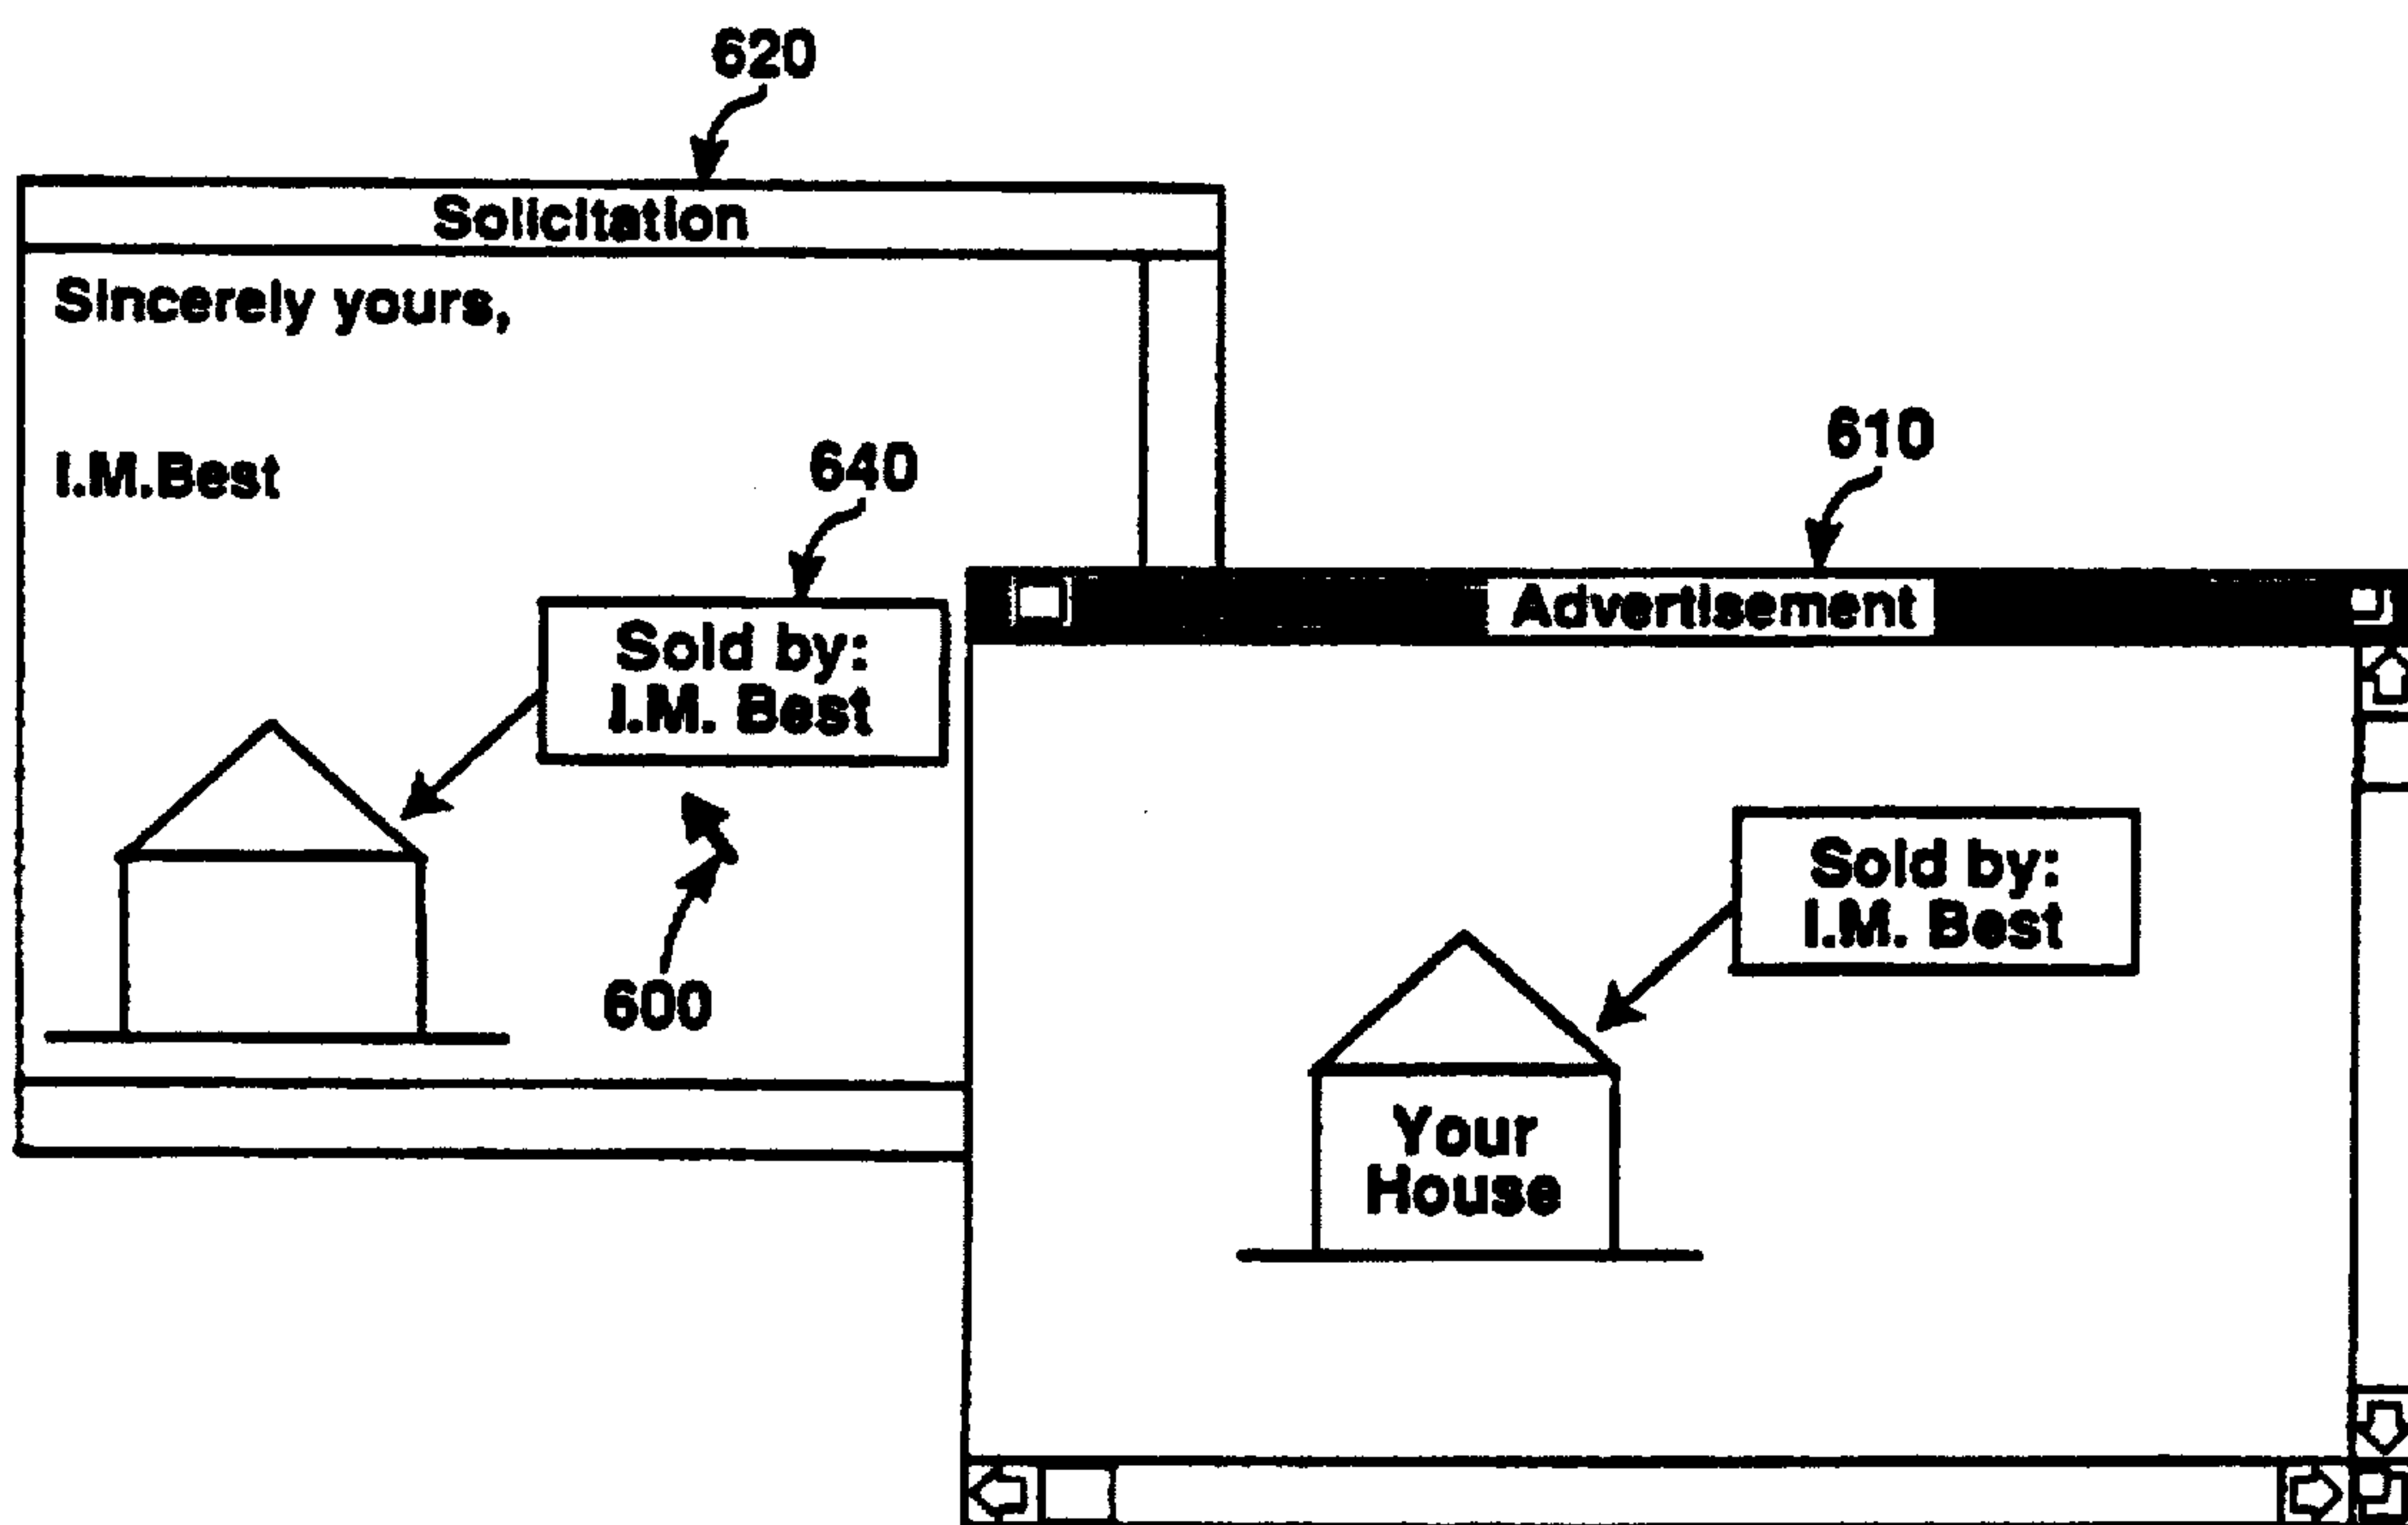 620
Solicitation
Sincerely yours,
I.M.Best
640
Sold by:
I.M. Best
600
610
Advertisement
Sold by:
I.M. Best
Your
House